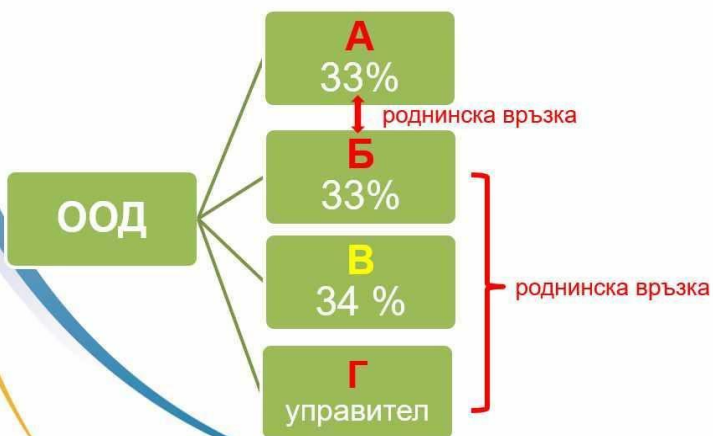 А
33%
роднинска връзка
Б
33%
ООД
В
34 %
роднинска връзка
Г
управител